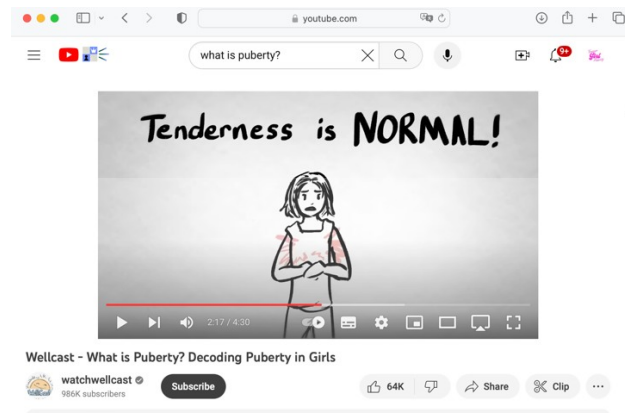 youtube.com
what is puberty?
9+
Tenderness is NORMAL!
2:17 / 4:30
Wellcast - What is Puberty? Decoding Puberty in Girls
watchwellcast
986K subscribers
Subscribe
64K
Share
Clip